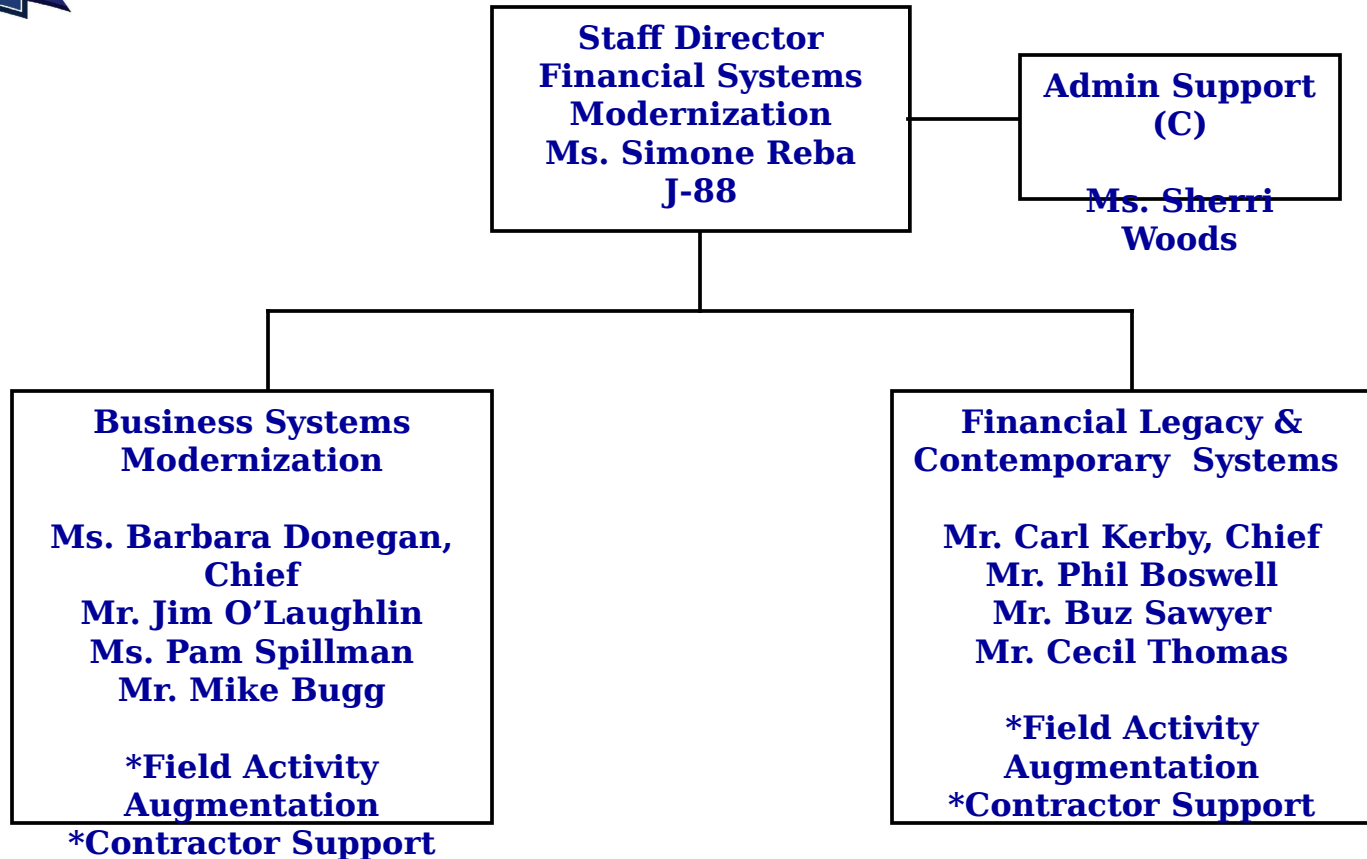 Staff Director
Financial Systems
Modernization
Ms. Simone Reba
J-88
Admin Support
(C)
Ms. Sherri
Woods
Business Systems
Modernization
Ms. Barbara Donegan,
Chief
Mr. Jim O’Laughlin
Ms. Pam Spillman
Mr. Mike Bugg
*Field Activity
Augmentation
*Contractor Support
Financial Legacy &
Contemporary  Systems
Mr. Carl Kerby, Chief
Mr. Phil Boswell
Mr. Buz Sawyer
Mr. Cecil Thomas
*Field Activity
Augmentation
*Contractor Support